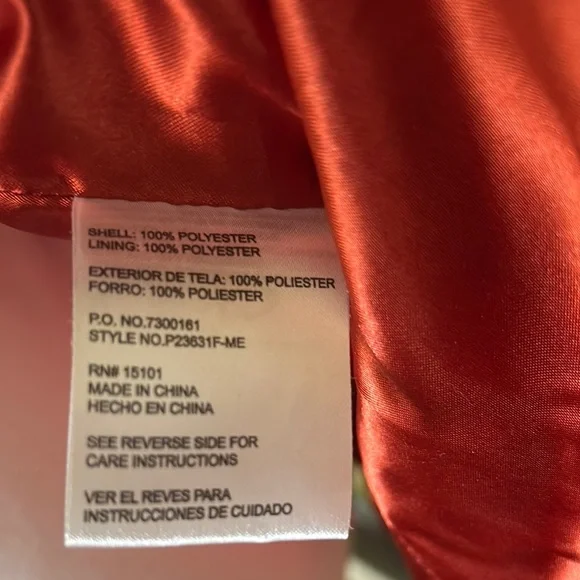 SHELL: 100% POLYESTER
LINING: 100% POLYESTER
EXTERIOR DE TELA: 100% POLIESTER
FORRO: 100% POLIESTER
P.O. NO.7300161
STYLE NO.P23631F-ME
RN# 15101
MADE IN CHINA
HECHO EN CHINA
SEE REVERSE SIDE FOR
CARE INSTRUCTIONS
VER EL REVES PARA
INSTRUCCIONES DE CUIDADO